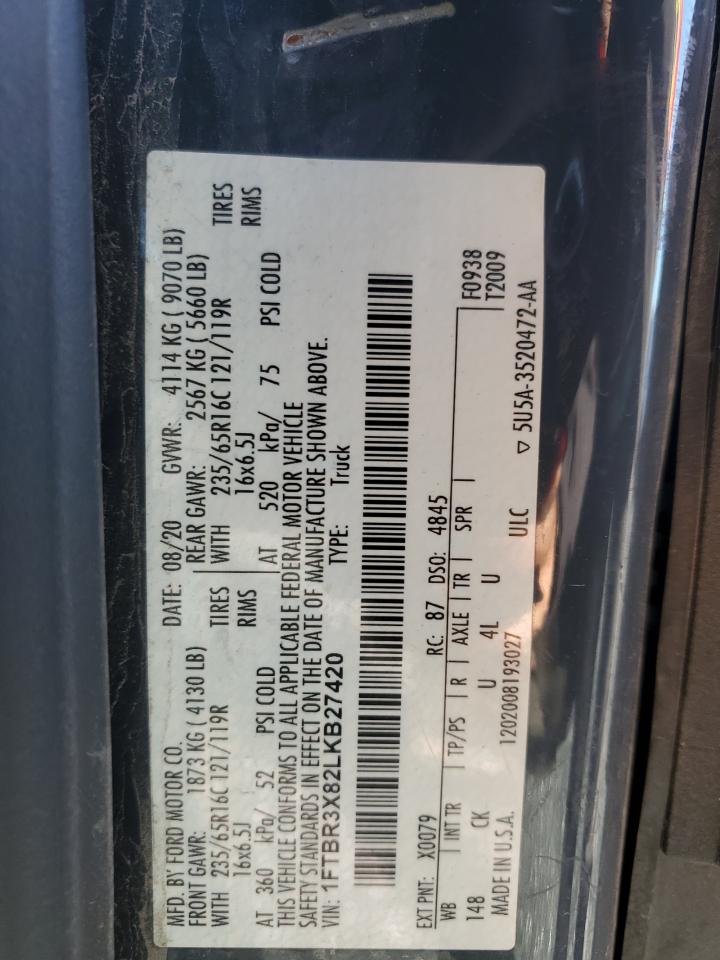 MFD. BY FORD MOTOR CO. DATE: 08/20 GVWR: 4114 KG ( 9070 LB)
FRONT GAWR: 1873 KG ( 4130 LB) REAR GAWR: 2567 KG ( 5660 LB)
WITH 235/65R16C 121/119R TIRES WITH 235/65R16C 121/119R TIRES
16x6.5J RIMS 16x6.5J RIMS
AT 360 kPa/ 52 PSI COLD AT 520 kPa/ 75 PSI COLD
THIS VEHICLE CONFORMS TO ALL APPLICABLE FEDERAL MOTOR VEHICLE
SAFETY STANDARDS IN EFFECT ON THE DATE OF MANUFACTURE SHOWN ABOVE.
VIN: 1FTBR3X82LKB27420 TYPE: Truck
EXT PNT: X0079 RC: 87 DSO: 4845 F0938
WB INT TR TP/PS R AXLE TR SPR T2009
148 CK U 4L U
MADE IN U.S.A. 1202008193027 ULC ▽ 5U5A-3520472-AA